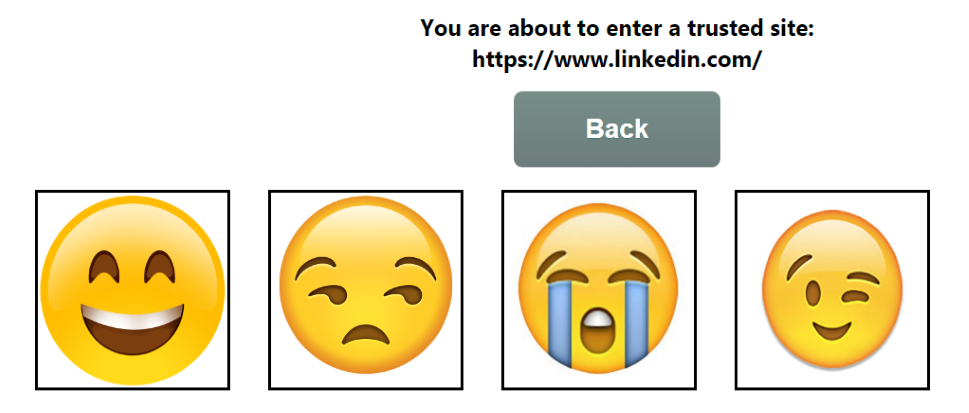 You are about to enter a trusted site:
https://www.linkedin.com/
Back